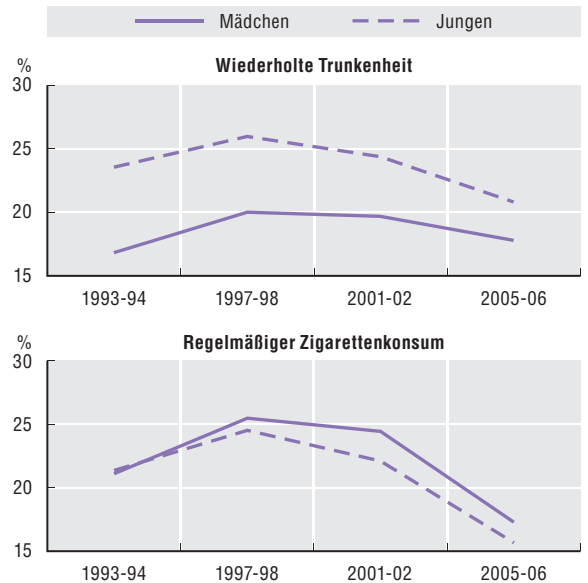 Mädchen Jungen
% Wiederholte Trunkenheit
30
25
20
15
1993-94 1997-98 2001-02 2005-06
% Regelmäßiger Zigarettenkonsum
30
25
20
15
1993-94 1997-98 2001-02 2005-06